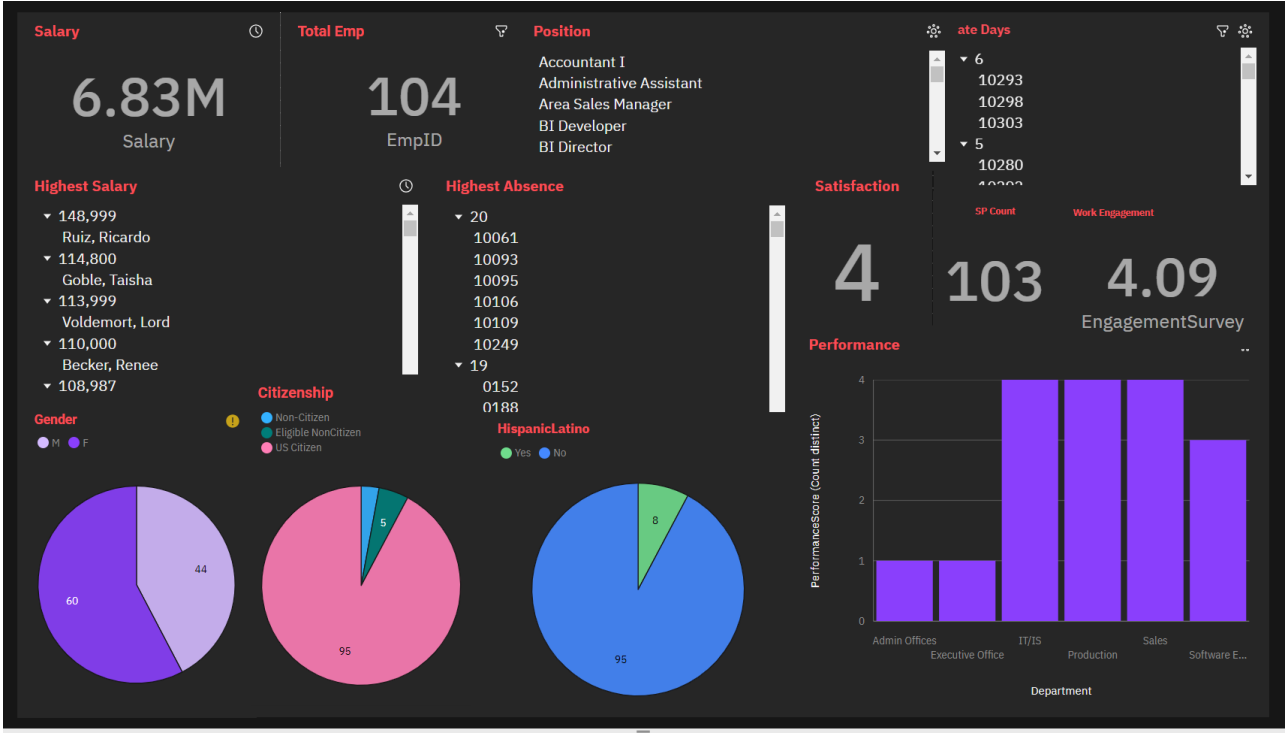 Salary
6.83M
Salary
Total Emp
104
EmpID
Position
Accountant I
Administrative Assistant
Area Sales Manager
BI Developer
BI Director
ate Days
6
10293
10298
10303
5
10280
Highest Salary
148,999
Ruiz, Ricardo
114,800
Goble, Taisha
113,999
Voldemort, Lord
110,000
Becker, Renee
108,987
Highest Absence
20
10061
10093
10095
10106
10109
10249
19
0152
0188
Satisfaction
4
SP Count
103
Work Engagement
4.09
EngagementSurvey
Gender
M F
44
60
Citizenship
Non-Citizen
Eligible NonCitizen
US Citizen
5
95
HispanicLatino
Yes No
8
95
Performance
PerformanceScore (Count distinct)
4
3
2
1
0
Admin Offices
Executive Office
IT/IS
Production
Sales
Software E...
Department